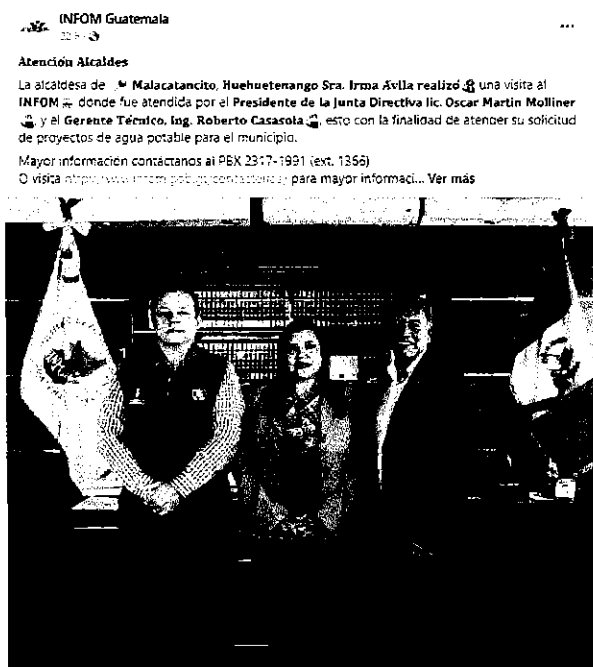 INFOM Guatemala
Atención Alcaldes
La alcaldesa de Malacatancito, Huehuetenango Sra. Irma Avila realizó una visita al
INFOM donde fue atendida por el Presidente de la Junta Directiva lic. Oscar Martin Molliner
y el Gerente Técnico, Ing. Roberto Casasola, esto con la finalidad de atender su solicitud
de proyectos de agua potable para el municipio.
Mayor información contáctanos al PBX 2317-1991 (ext. 1366)
O visita para mayor informaci... Ver más